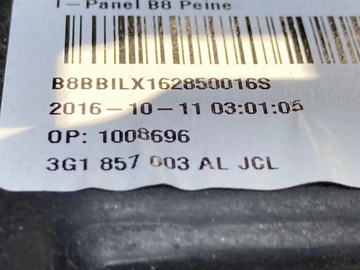 I-Panel B8 Peine
B8BBILX162850016S
2016-10-11 03:01:05
OP: 1008696
3G1 857 003 AL JCL